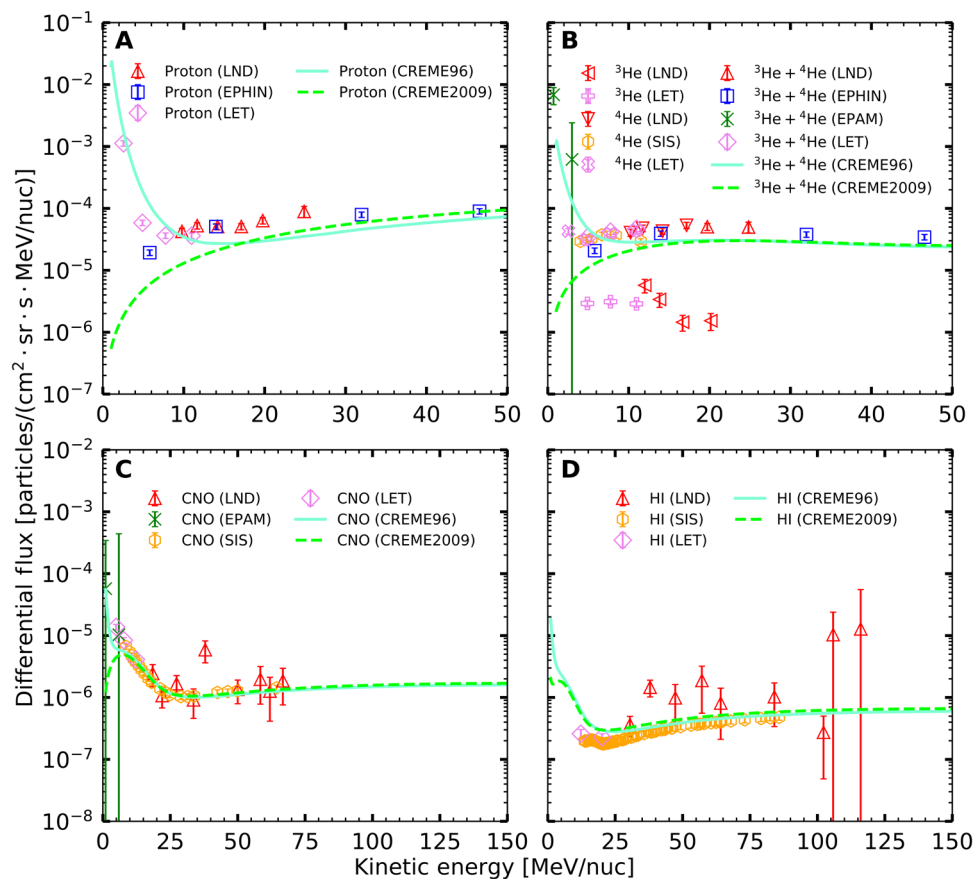 A
Proton (LND)
Proton (EPHIN)
Proton (LET)
Proton (CREME96)
Proton (CREME2009)
10⁻¹
10⁻²
10⁻³
10⁻⁴
10⁻⁵
10⁻⁶
10⁻⁷
0 10 20 30 40 50
B
³He (LND)
³He (LET)
⁴He (LND)
⁴He (SIS)
⁴He (LET)
³He + ⁴He (LND)
³He + ⁴He (EPHIN)
³He + ⁴He (EPAM)
³He + ⁴He (LET)
³He + ⁴He (CREME96)
³He + ⁴He (CREME2009)
0 10 20 30 40 50
Differential flux [particles/(cm² · sr · s · MeV/nuc)]
C
CNO (LND)
CNO (EPAM)
CNO (SIS)
CNO (LET)
CNO (CREME96)
CNO (CREME2009)
10⁻²
10⁻³
10⁻⁴
10⁻⁵
10⁻⁶
10⁻⁷
10⁻⁸
0 25 50 75 100 125 150
D
HI (LND)
HI (SIS)
HI (LET)
HI (CREME96)
HI (CREME2009)
0 25 50 75 100 125 150
Kinetic energy [MeV/nuc]